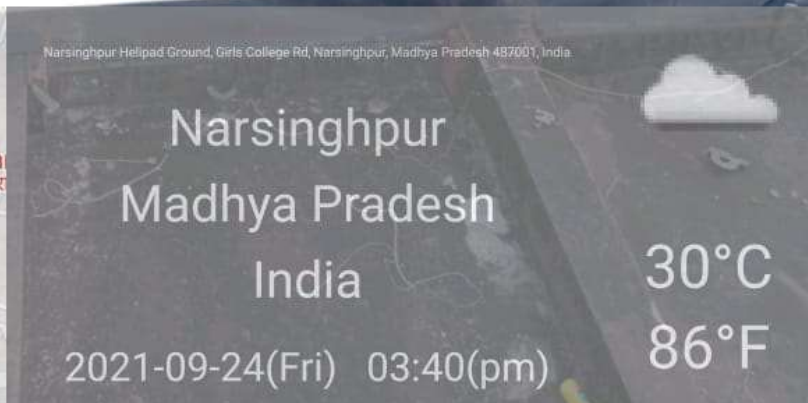 Narsinghpur Helipad Ground, Girls College Rd, Narsinghpur, Madhya Pradesh 487001, India
Narsinghpur
Madhya Pradesh
India
30°C
2021-09-24(Fri) 03:40(pm)
86°F